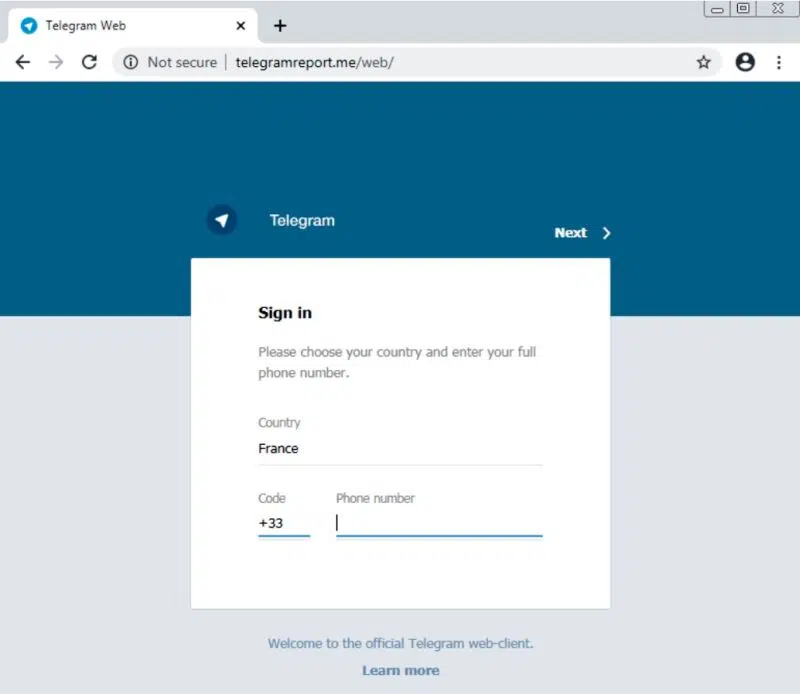 Telegram Web
Not secure | telegramreport.me/web/
Telegram
Next
Sign in
Please choose your country and enter your full
phone number.
Country
France
Code Phone number
+33
Welcome to the official Telegram web-client.
Learn more